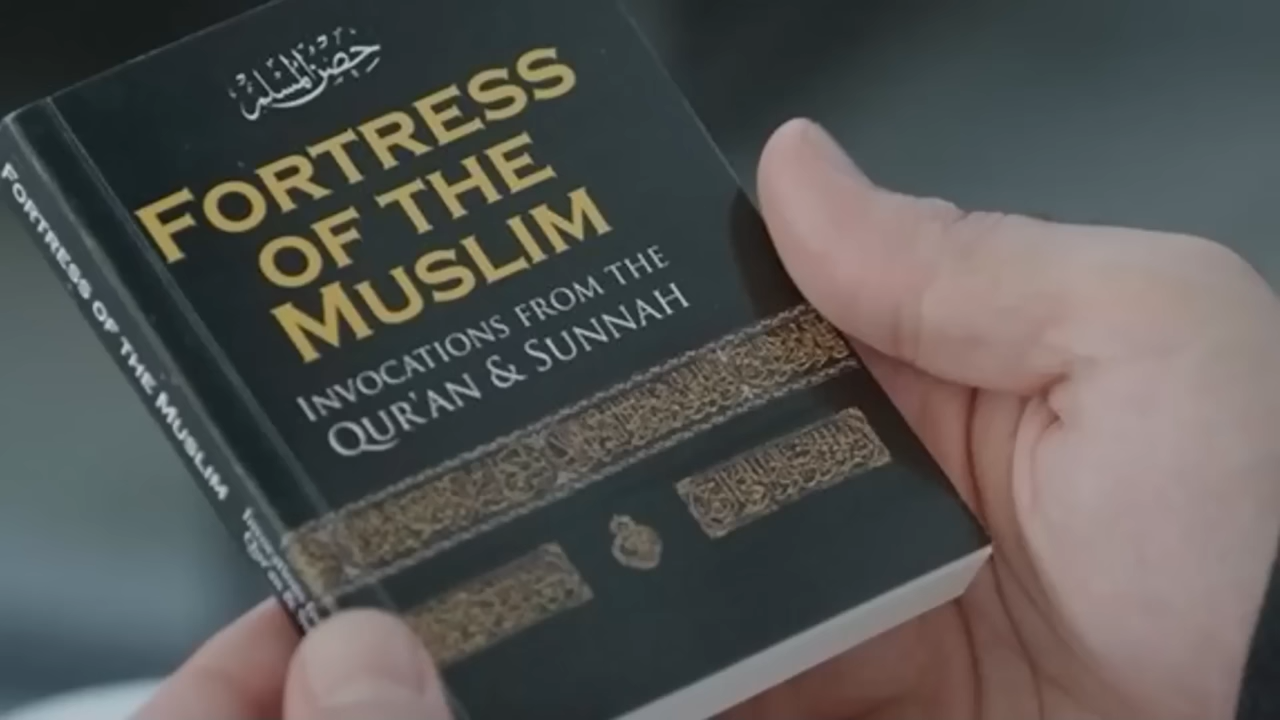 حصن المسلم
FORTRESS
OF THE
MUSLIM
INVOCATIONS FROM THE
QUR'AN & SUNNAH
FORTRESS OF THE MUSLIM